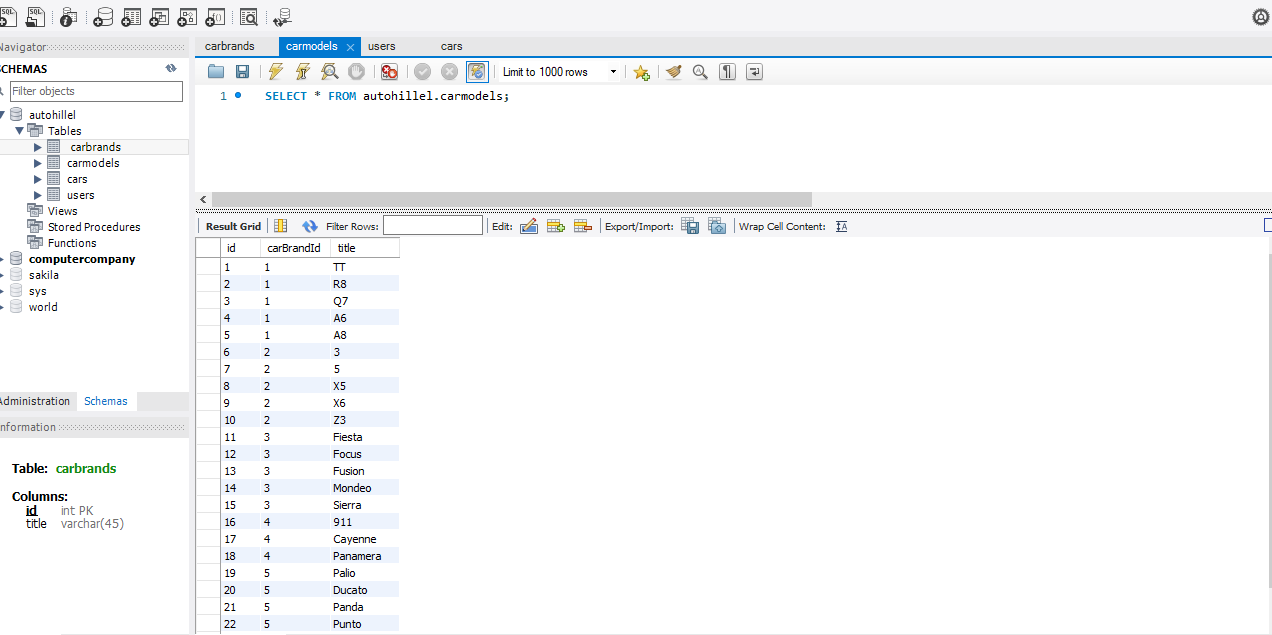 carbrands carmodels users cars
Navigator
SCHEMAS
Filter objects
autohillel
Tables
carbrands
carmodels
cars
users
Views
Stored Procedures
Functions
computercompany
sakila
sys
world
Administration Schemas
Information
Table: carbrands
Columns:
id int PK
title varchar(45)
Limit to 1000 rows
1 SELECT * FROM autohillel.carmodels;
Result Grid Filter Rows: Edit: Export/Import: Wrap Cell Content:
id carBrandId title
1 1 TT
2 1 R8
3 1 Q7
4 1 A6
5 1 A8
6 2 3
7 2 5
8 2 X5
9 2 X6
10 2 Z3
11 3 Fiesta
12 3 Focus
13 3 Fusion
14 3 Mondeo
15 3 Sierra
16 4 911
17 4 Cayenne
18 4 Panamera
19 5 Palio
20 5 Ducato
21 5 Panda
22 5 Punto